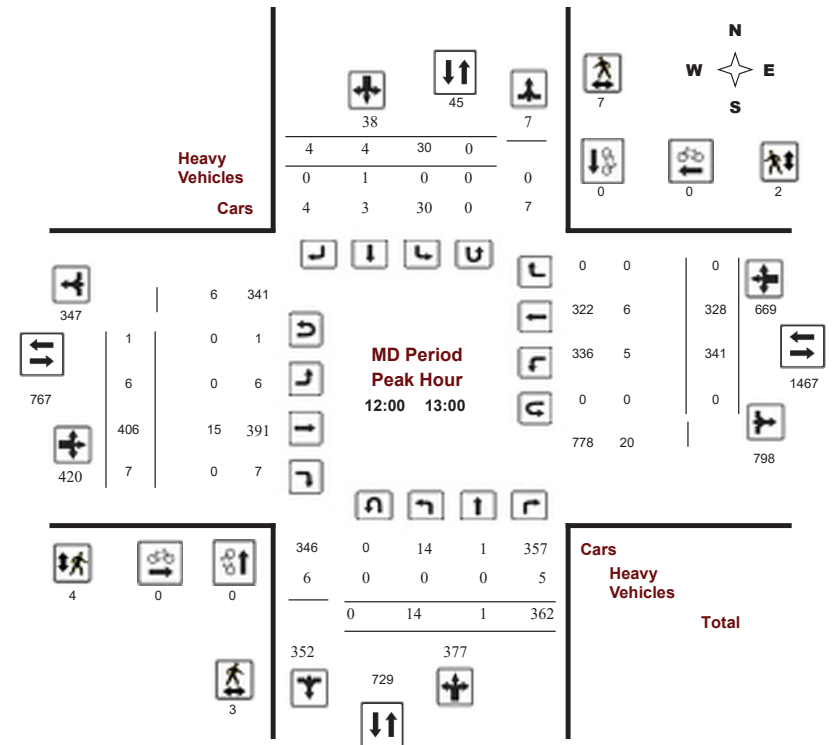 N
W E
S
45
7
38 7
4 4 30 0
Heavy
Vehicles
0 1 0 0 0
0 0 2
Cars 4 3 30 0 7
6 341
347
0 0 0
322 6 328 669
1 0 1
767
MD Period
Peak Hour
12:00 13:00
336 5 341
1467
6 0 6
0 0 0
406 15 391
420
7 0 7
778 20
798
346 0 14 1 357 Cars
6 0 0 0 5 Heavy
Vehicles
4 0 0
0 14 1 362 Total
352 377
729
3